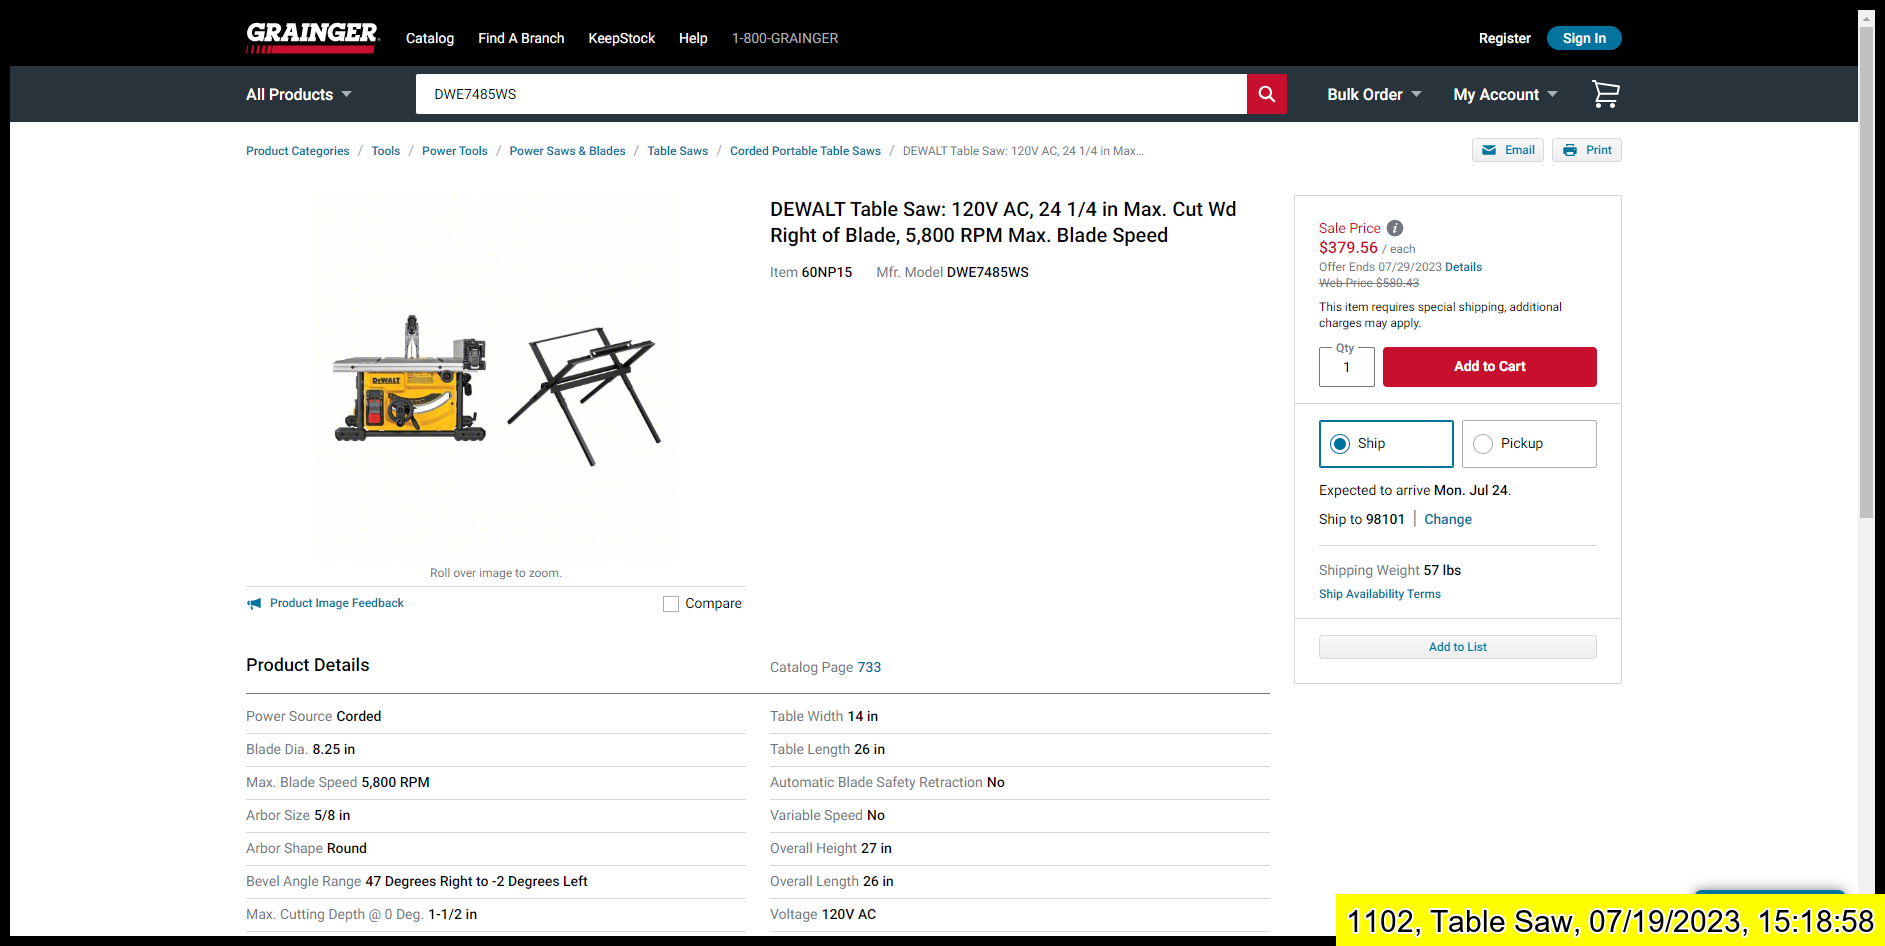 GRAINGER
Catalog
Find A Branch
KeepStock
Help
1-800-GRAINGER
Register
Sign In
All Products
DWE7485WS
Bulk Order
My Account
Product Categories / Tools / Power Tools / Power Saws & Blades / Table Saws / Corded Portable Table Saws / DEWALT Table Saw: 120V AC, 24 1/4 in Max...
Email
Print
DEWALT Table Saw: 120V AC, 24 1/4 in Max. Cut Wd
Right of Blade, 5,800 RPM Max. Blade Speed
Item 60NP15
Mfr. Model DWE7485WS
DEWALT
Roll over image to zoom.
Product Image Feedback
Compare
Sale Price
$379.56 / each
Offer Ends 07/29/2023 Details
Web Price $580.43
This item requires special shipping, additional
charges may apply.
Qty
1
Add to Cart
Ship
Pickup
Expected to arrive Mon. Jul 24.
Ship to 98101 | Change
Shipping Weight 57 lbs
Ship Availability Terms
Add to List
Product Details
Catalog Page 733
Power Source Corded
Blade Dia. 8.25 in
Max. Blade Speed 5,800 RPM
Arbor Size 5/8 in
Arbor Shape Round
Bevel Angle Range 47 Degrees Right to -2 Degrees Left
Max. Cutting Depth @ 0 Deg. 1-1/2 in
Table Width 14 in
Table Length 26 in
Automatic Blade Safety Retraction No
Variable Speed No
Overall Height 27 in
Overall Length 26 in
Voltage 120V AC
1102, Table Saw, 07/19/2023, 15:18:58